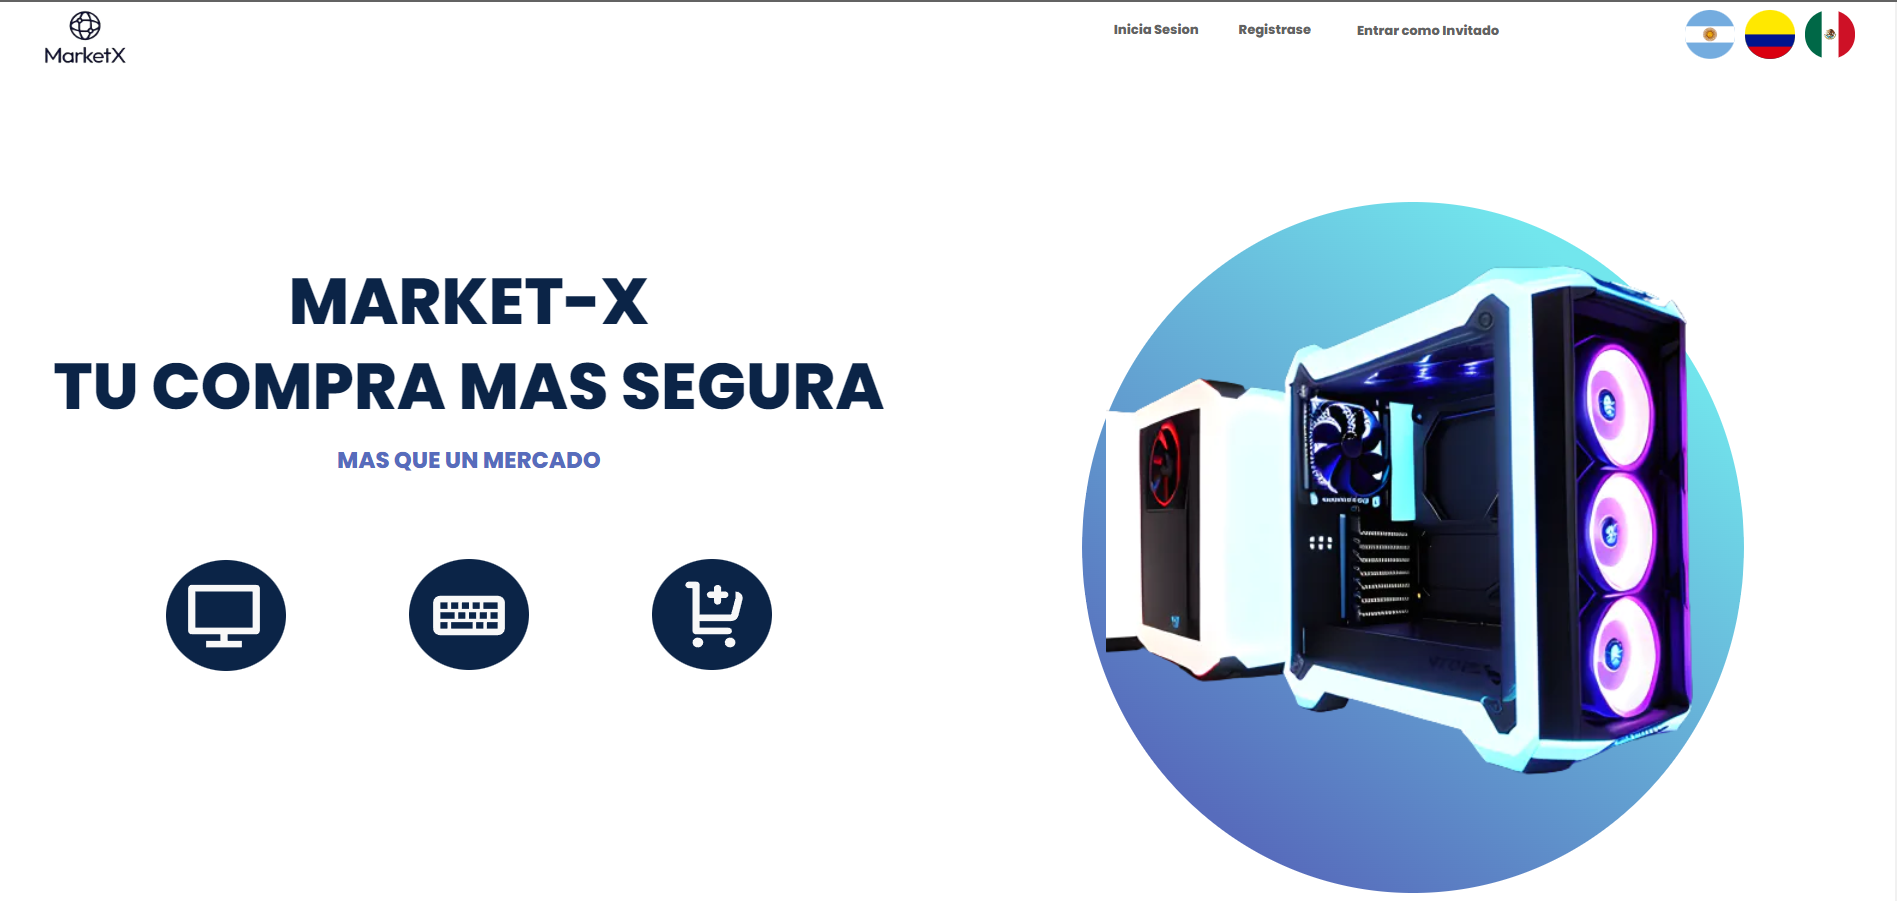 MarketX
Inicia Sesion
Registrase
Entrar como Invitado
MARKET-X
TU COMPRA MAS SEGURA
MAS QUE UN MERCADO